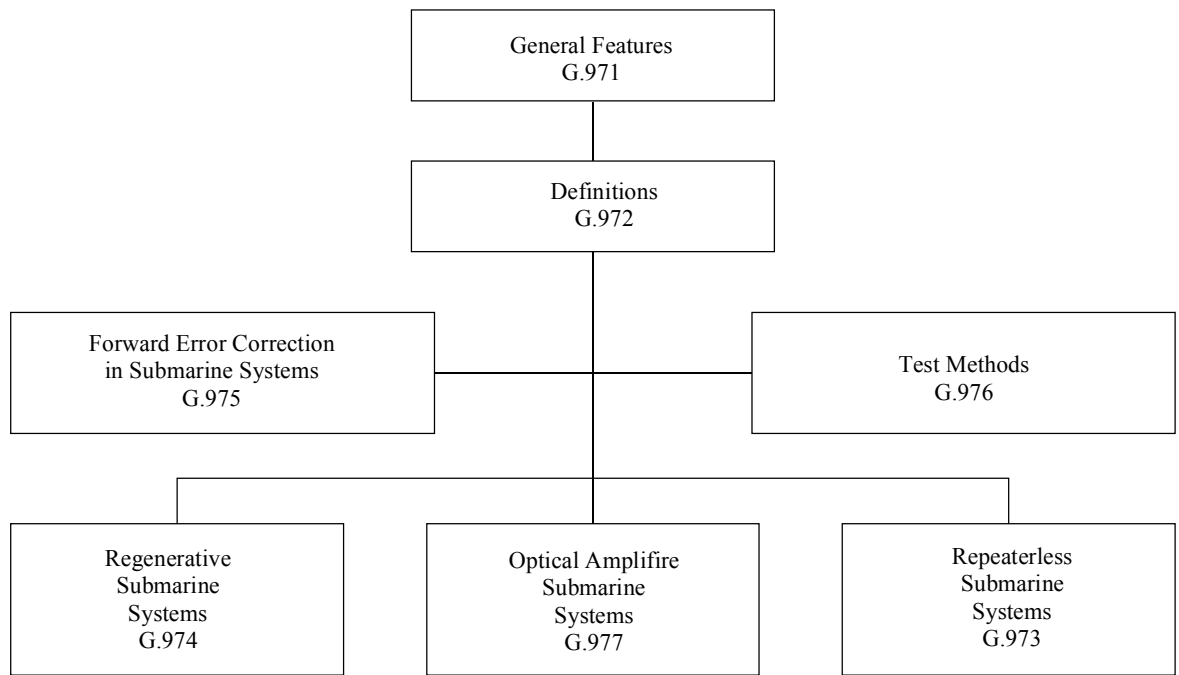 General Features
G.971
Definitions
G.972
Forward Error Correction
in Submarine Systems
G.975
Test Methods
G.976
Regenerative
Submarine
Systems
G.974
Optical Amplifire
Submarine
Systems
G.977
Repeaterless
Submarine
Systems
G.973